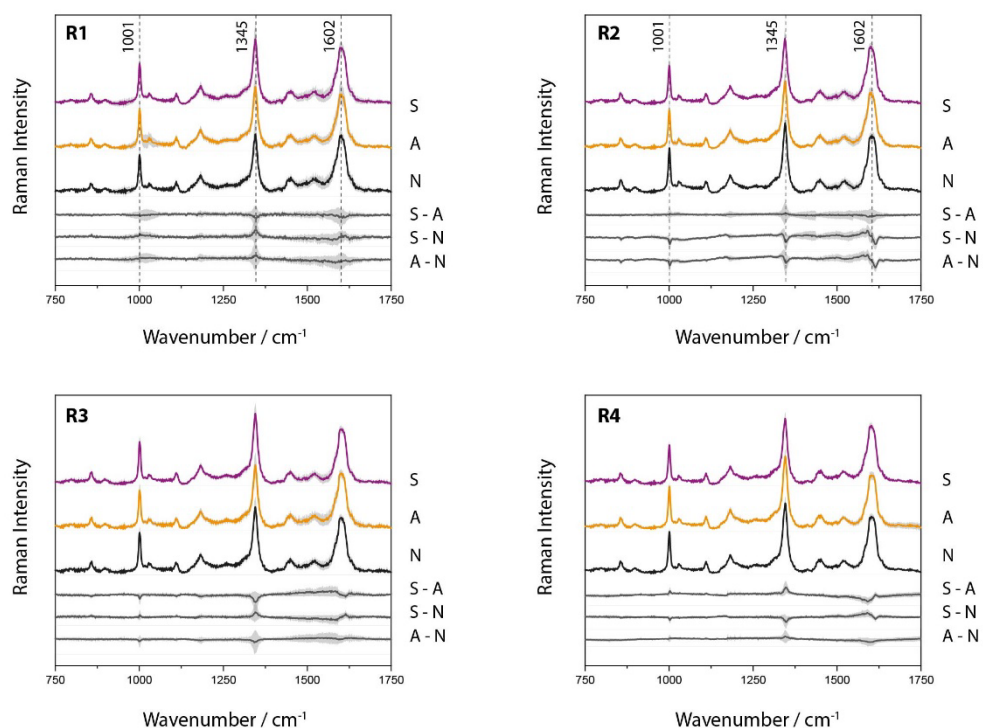 R1
1001
1345
1602
S
A
N
S - A
S - N
A - N
Raman Intensity
750 1000 1250 1500 1750
Wavenumber / cm⁻¹
R2
1001
1345
1602
S
A
N
S - A
S - N
A - N
Raman Intensity
750 1000 1250 1500 1750
Wavenumber / cm⁻¹
R3
S
A
N
S - A
S - N
A - N
Raman Intensity
750 1000 1250 1500 1750
Wavenumber / cm⁻¹
R4
S
A
N
S - A
S - N
A - N
Raman Intensity
750 1000 1250 1500 1750
Wavenumber / cm⁻¹